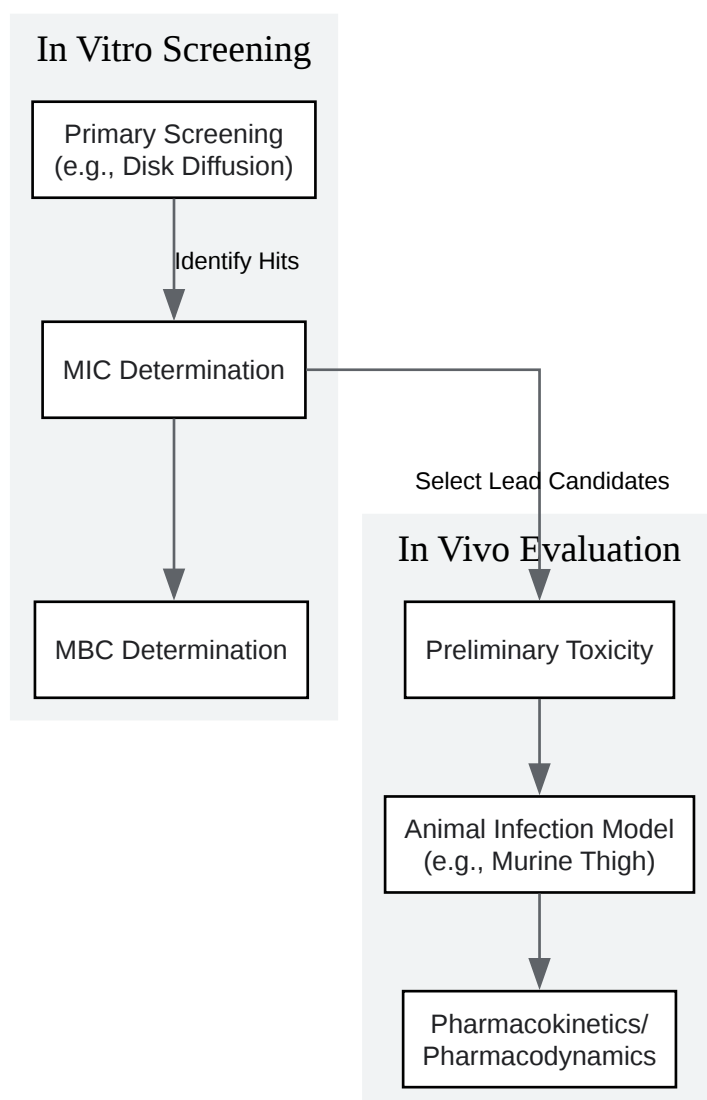 In Vitro Screening
Primary Screening
(e.g., Disk Diffusion)
Identify Hits
MIC Determination
Select Lead Candidates
In Vivo Evaluation
MBC Determination
Preliminary Toxicity
Animal Infection Model
(e.g., Murine Thigh)
Pharmacokinetics/
Pharmacodynamics